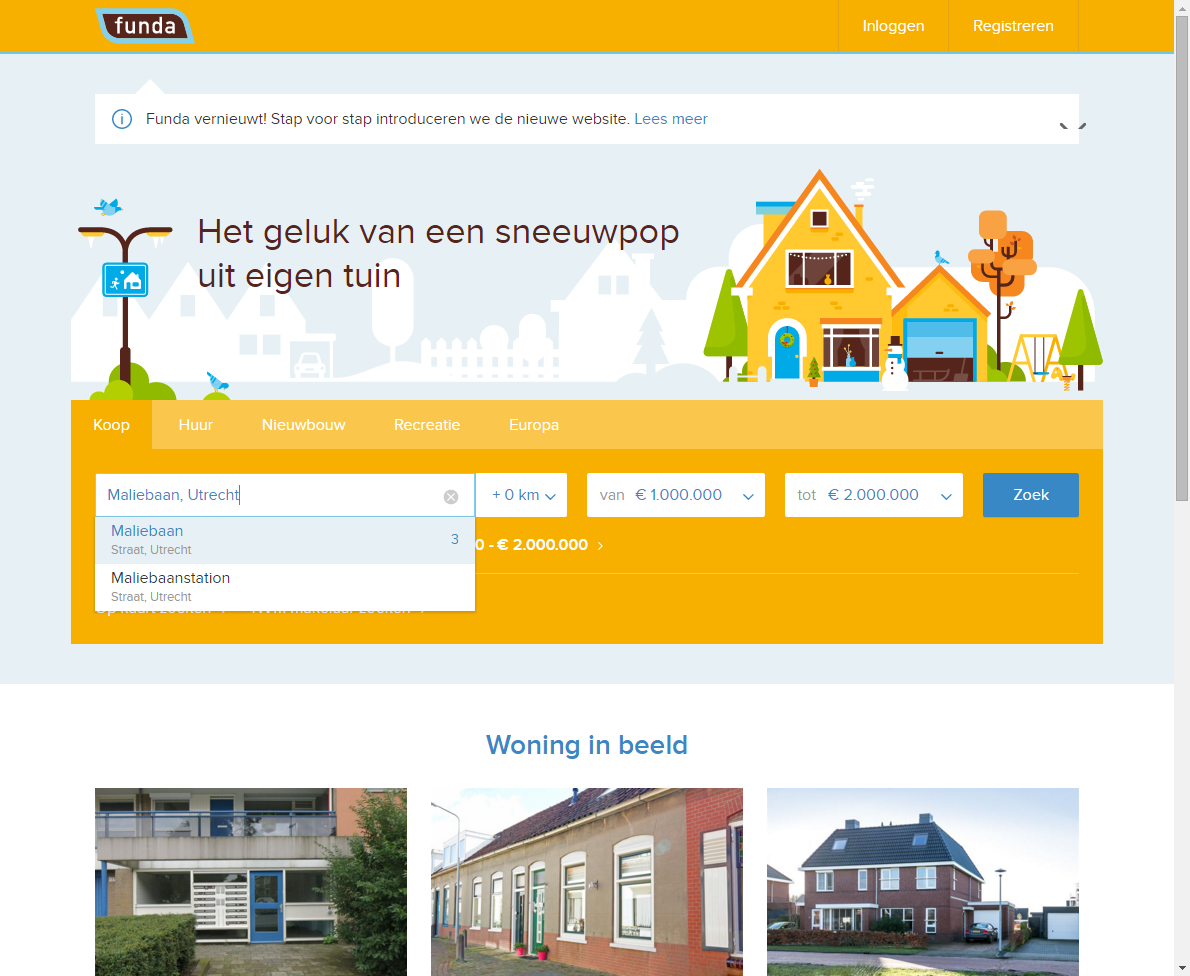 funda
Inloggen
Registreren
Funda vernieuwt! Stap voor stap introduceren we de nieuwe website. Lees meer
Het geluk van een sneeuwpop
uit eigen tuin
Koop
Huur
Nieuwbouw
Recreatie
Europa
Maliebaan, Utrecht
+ 0 km
van € 1.000.000
tot € 2.000.000
Zoek
Maliebaan
Straat, Utrecht
3
0 - € 2.000.000
Maliebaanstation
Straat, Utrecht
Woning in beeld